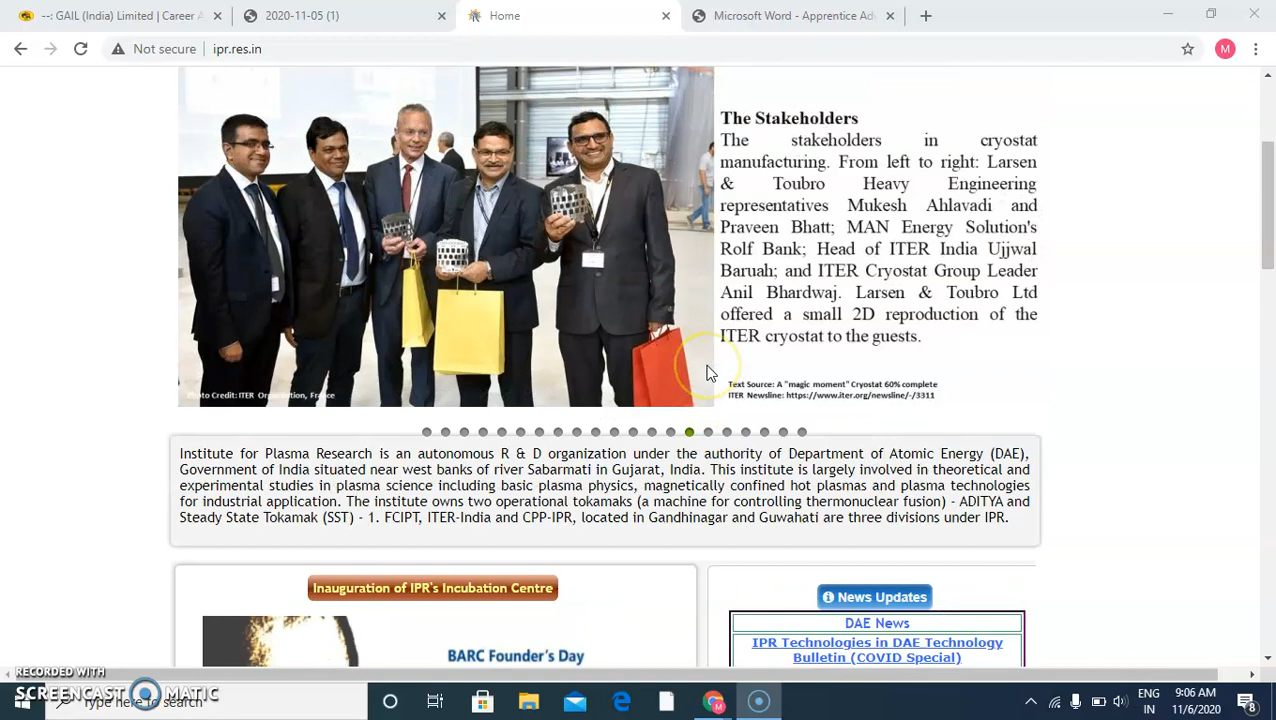 --: GAIL (India) Limited | Career A
2020-11-05 (1)
Home
Microsoft Word - Apprentice Adv
Not secure
ipr.res.in
M
The Stakeholders
The stakeholders in cryostat
manufacturing. From left to right: Larsen
& Toubro Heavy Engineering
representatives Mukesh Ahlavadi and
Praveen Bhatt; MAN Energy Solution's
Rolf Bank; Head of ITER India Ujjwal
Baruah; and ITER Cryostat Group Leader
Anil Bhardwaj. Larsen & Toubro Ltd
offered a small 2D reproduction of the
ITER cryostat to the guests.
Text Source: A "magic moment" Cryostat 60% complete
ITER Newsline: https://www.iter.org/newsline/-/3311
Photo Credit: ITER Organization, France
Institute for Plasma Research is an autonomous R & D organization under the authority of Department of Atomic Energy (DAE),
Government of India situated near west banks of river Sabarmati in Gujarat, India. This institute is largely involved in theoretical and
experimental studies in plasma science including basic plasma physics, magnetically confined hot plasmas and plasma technologies
for industrial application. The institute owns two operational tokamaks (a machine for controlling thermonuclear fusion) - ADITYA and
Steady State Tokamak (SST) - 1. FCIPT, ITER-India and CPP-IPR, located in Gandhinagar and Guwahati are three divisions under IPR.
Inauguration of IPR's Incubation Centre
BARC Founder's Day
News Updates
DAE News
IPR Technologies in DAE Technology
Bulletin (COVID Special)
RECORDED WITH
SCREENCAST MATIC
Type here to search
M
ENG
IN
9:06 AM
11/6/2020
8